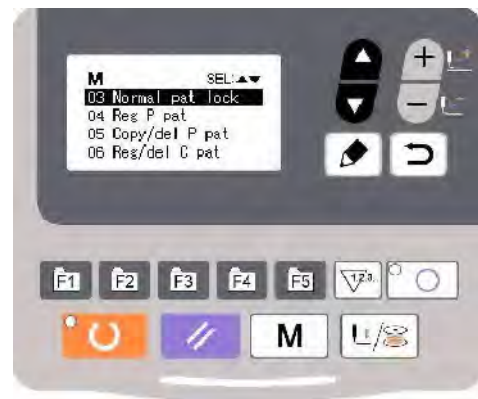 M SEL:▲▼
03 Normal pat lock
04 Reg P pat
05 Copy/del P pat
06 Reg/del C pat
F1 F2 F3 F4 F5 123
M